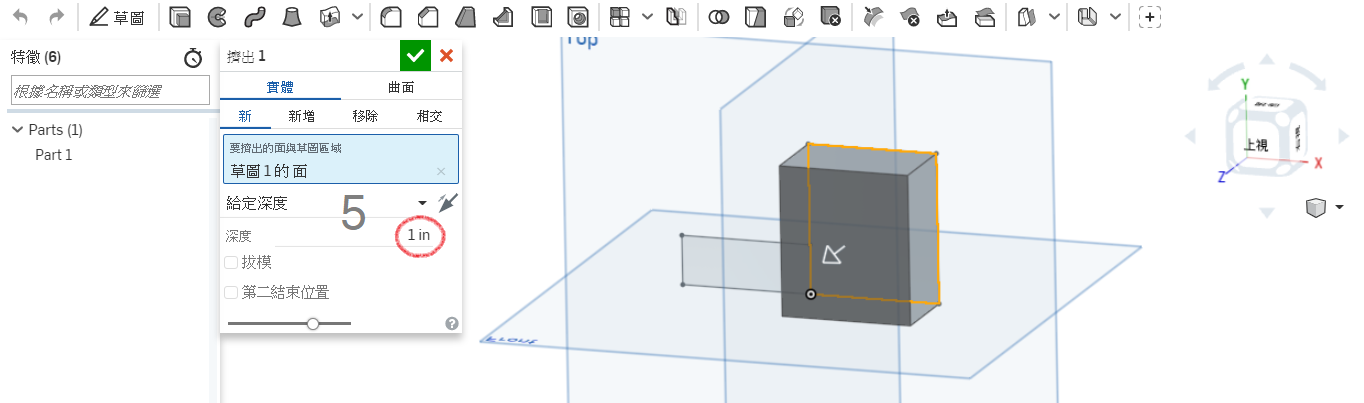 草圖
特徵 (6)
根據名稱或類型來篩選
Parts (1)
Part 1
擠出 1
實體
曲面
新
新增
移除
相交
要擠出的面與草圖區域
草圖 1 的 面
給定深度
5
深度
1 in
拔模
第二結束位置
Top
Y
上視
X
Z